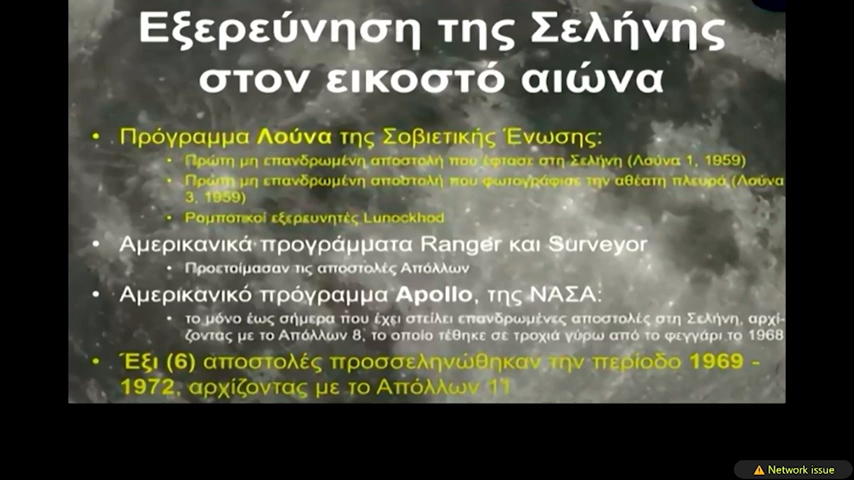 Εξερεύνηση της Σελήνης
στον εικοστό αιώνα
• Πρόγραμμα Λούνα της Σοβιετικής Ένωσης:
• Πρώτη μη επανδρωμένη αποστολή που έφτασε στη Σελήνη (Λούνα 1, 1959)
• Πρώτη μη επανδρωμένη αποστολή που φωτογράφισε την αθέατη πλευρά (Λούνα
3, 1959)
• Ρομποτικοί εξερευνητές Lunockhod
• Αμερικανικά προγράμματα Ranger και Surveyor
• Προετοίμασαν τις αποστολές Απόλλων
• Αμερικανικό πρόγραμμα Apollo, της ΝΑΣΑ:
• το μόνο έως σήμερα που έχει στείλει επανδρωμένες αποστολές στη Σελήνη, αρχί-
ζοντας με το Απόλλων 8, το οποίο τέθηκε σε τροχιά γύρω από το φεγγάρι το 1968
• Έξι (6) αποστολές προσσεληνώθηκαν την περίοδο 1969 -
1972, αρχίζοντας με το Απόλλων 11
Network issue